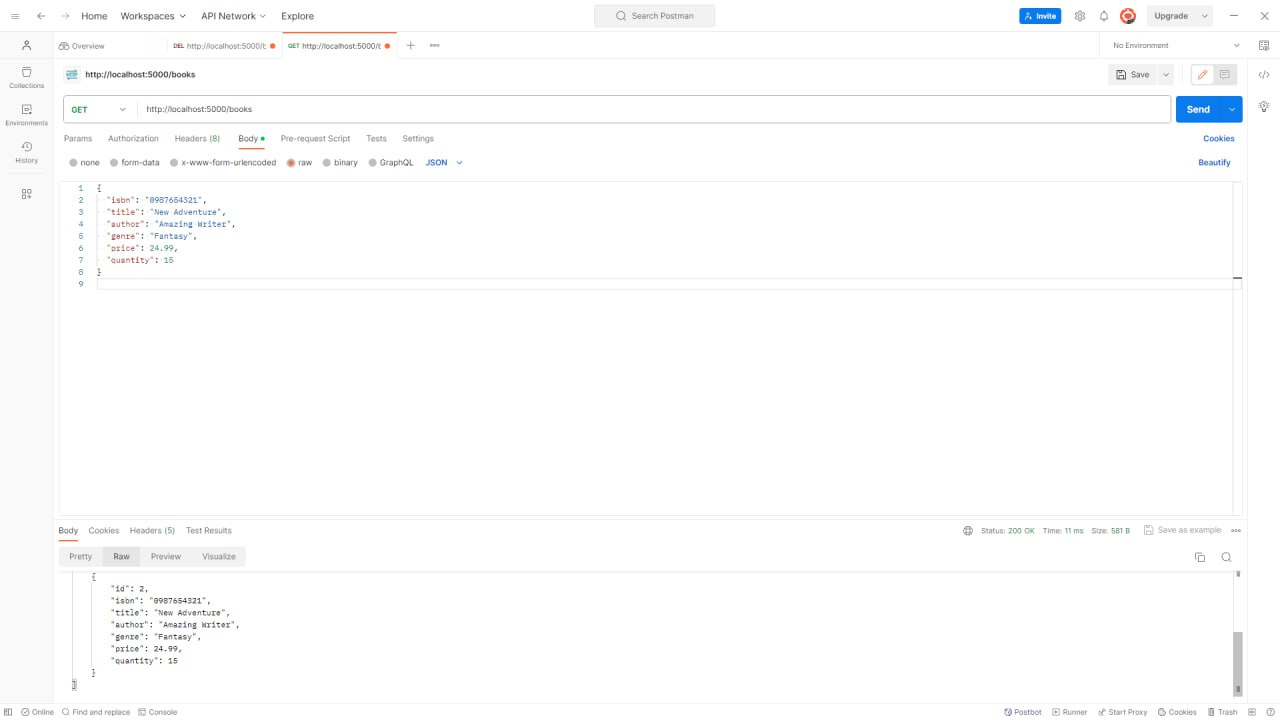 Home Workspaces API Network Explore Search Postman Invite Upgrade
Overview DEL http://localhost:5000/b GET http://localhost:5000/b No Environment
http://localhost:5000/books Save
Collections
GET http://localhost:5000/books Send
Environments
Params Authorization Headers (8) Body Pre-request Script Tests Settings Cookies
History
none form-data x-www-form-urlencoded raw binary GraphQL JSON Beautify
1 {
2 "isbn": "0987654321",
3 "title": "New Adventure",
4 "author": "Amazing Writer",
5 "genre": "Fantasy",
6 "price": 24.99,
7 "quantity": 15
8 }
9
Body Cookies Headers (5) Test Results Status: 200 OK Time: 11 ms Size: 581 B Save as example
Pretty Raw Preview Visualize
{
"id": 2,
"isbn": "0987654321",
"title": "New Adventure",
"author": "Amazing Writer",
"genre": "Fantasy",
"price": 24.99,
"quantity": 15
}
]
Online Find and replace Console Postbot Runner Start Proxy Cookies Trash